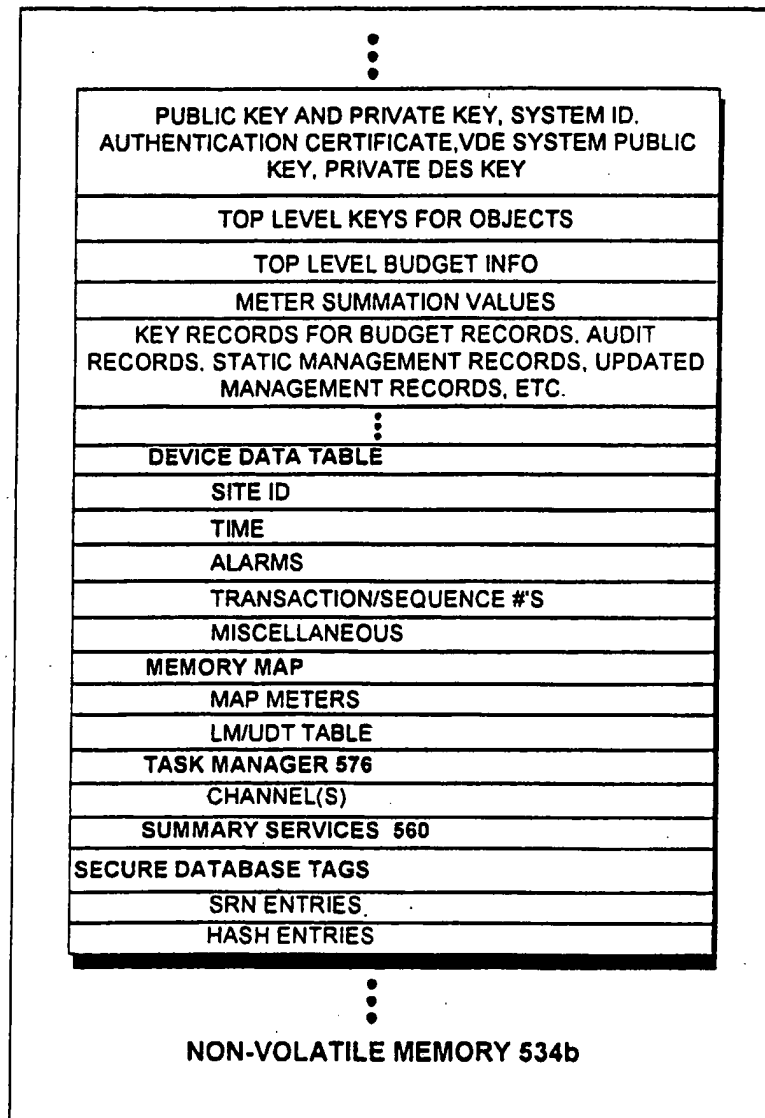 PUBLIC KEY AND PRIVATE KEY, SYSTEM ID.
AUTHENTICATION CERTIFICATE,VDE SYSTEM PUBLIC
KEY, PRIVATE DES KEY
TOP LEVEL KEYS FOR OBJECTS
TOP LEVEL BUDGET INFO
METER SUMMATION VALUES
KEY RECORDS FOR BUDGET RECORDS. AUDIT
RECORDS. STATIC MANAGEMENT RECORDS, UPDATED
MANAGEMENT RECORDS, ETC.
DEVICE DATA TABLE
SITE ID
TIME
ALARMS
TRANSACTION/SEQUENCE #'S
MISCELLANEOUS
MEMORY MAP
MAP METERS
LM/UDT TABLE
TASK MANAGER 576
CHANNEL(S)
SUMMARY SERVICES 560
SECURE DATABASE TAGS
SRN ENTRIES
HASH ENTRIES
NON-VOLATILE MEMORY 534b